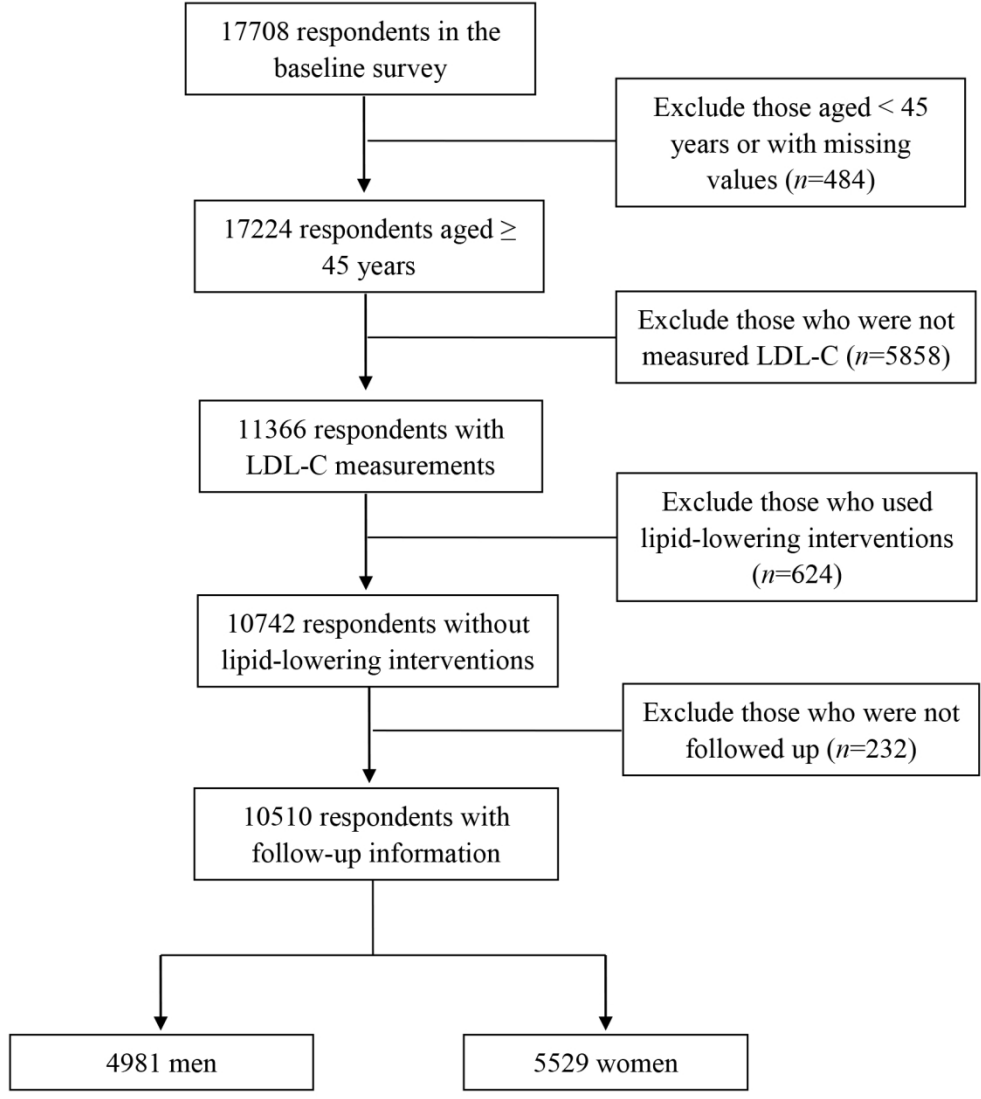 17708 respondents in the
baseline survey
Exclude those aged < 45
years or with missing
values (n=484)
17224 respondents aged ≥
45 years
Exclude those who were not
measured LDL-C (n=5858)
11366 respondents with
LDL-C measurements
Exclude those who used
lipid-lowering interventions
(n=624)
10742 respondents without
lipid-lowering interventions
Exclude those who were not
followed up (n=232)
10510 respondents with
follow-up information
4981 men
5529 women